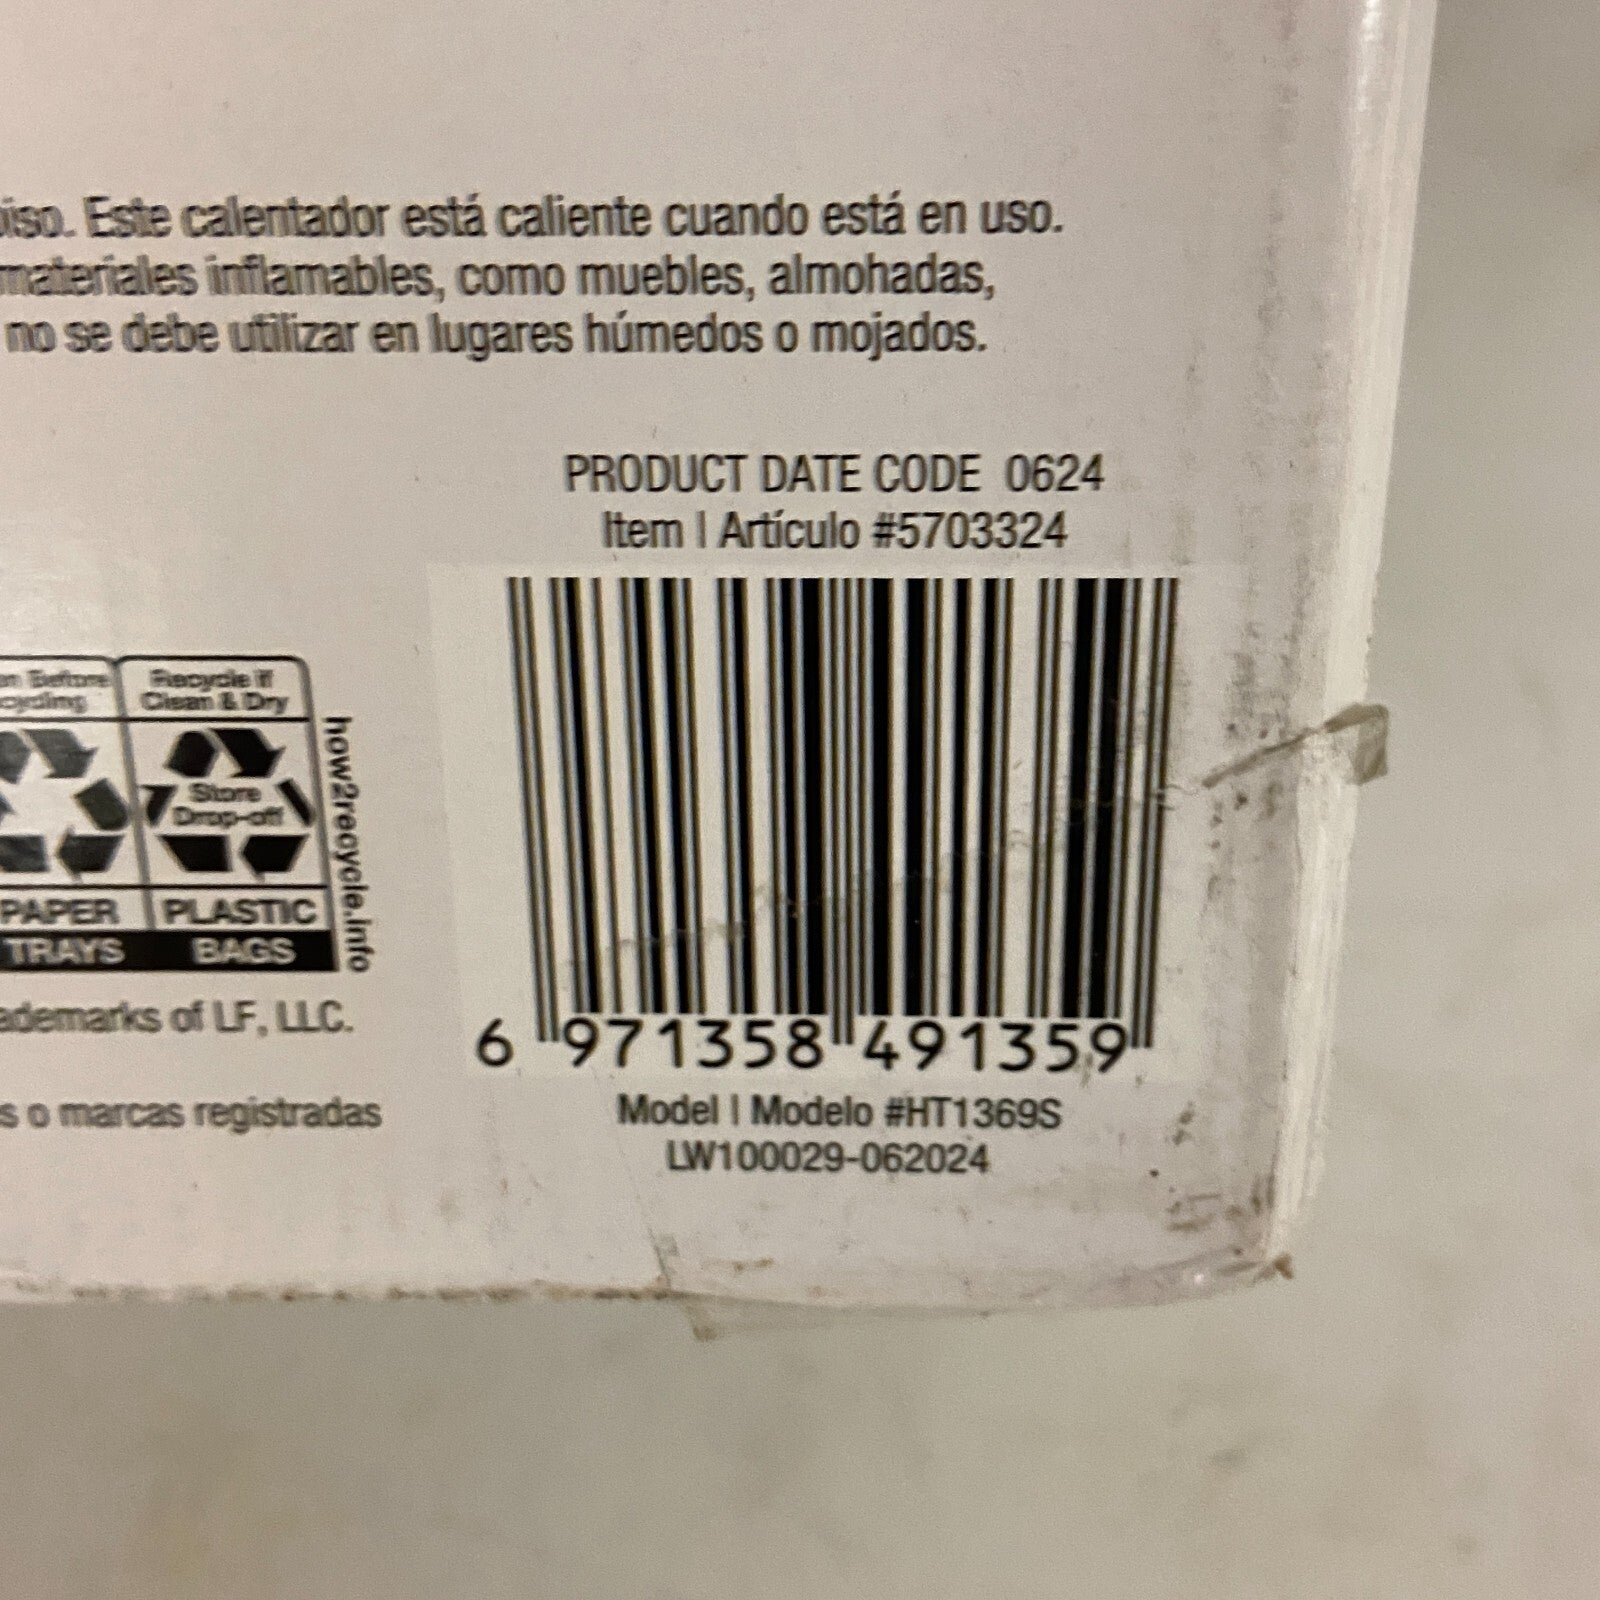 piso. Este calentador está caliente cuando está en uso.
materiales inflamables, como muebles, almohadas,
no se debe utilizar en lugares húmedos o mojados.
PRODUCT DATE CODE 0624
Item | Artículo #5703324
6 971358 491359
Model | Modelo #HT1369S
LW100029-062024
Before
Recycle if
Clean & Dry
Store
Drop-off
PAPER
TRAYS
PLASTIC
BAGS
how2recycle.info
of LF, LLC.
o marcas registradas